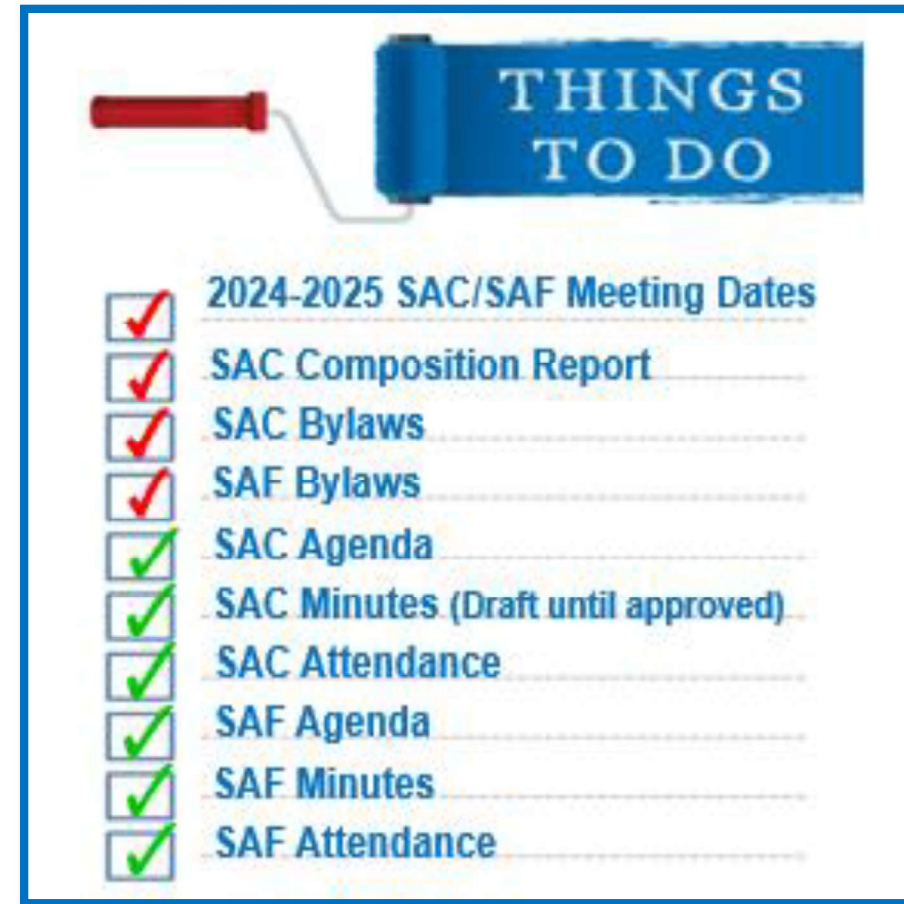 THINGS
TO DO
2024-2025 SAC/SAF Meeting Dates
SAC Composition Report
SAC Bylaws
SAF Bylaws
SAC Agenda
SAC Minutes (Draft until approved)
SAC Attendance
SAF Agenda
SAF Minutes
SAF Attendance